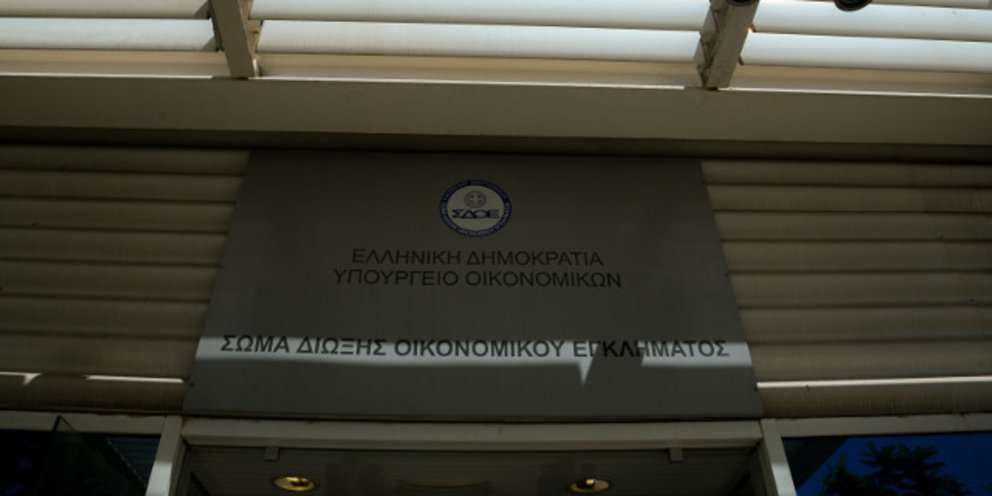 ΣΔΟΕ
ΕΛΛΗΝΙΚΗ ΔΗΜΟΚΡΑΤΙΑ
ΥΠΟΥΡΓΕΙΟ ΟΙΚΟΝΟΜΙΚΩΝ
ΣΩΜΑ ΔΙΩΞΗΣ ΟΙΚΟΝΟΜΙΚΟΥ ΕΓΚΛΗΜΑΤΟΣ